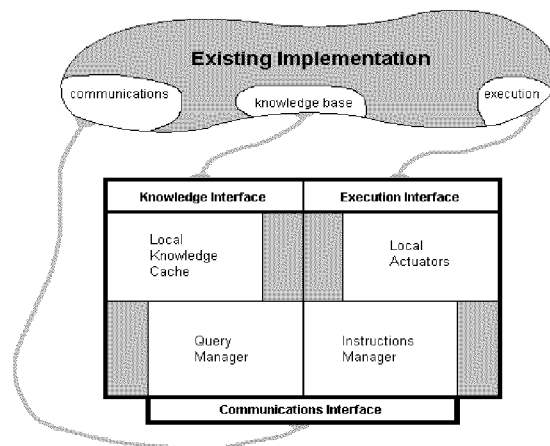 Existing Implementation
communications
knowledge base
execution
Knowledge Interface
Execution Interface
Local
Knowledge
Cache
Local
Actuators
Query
Manager
Instructions
Manager
Communications Interface